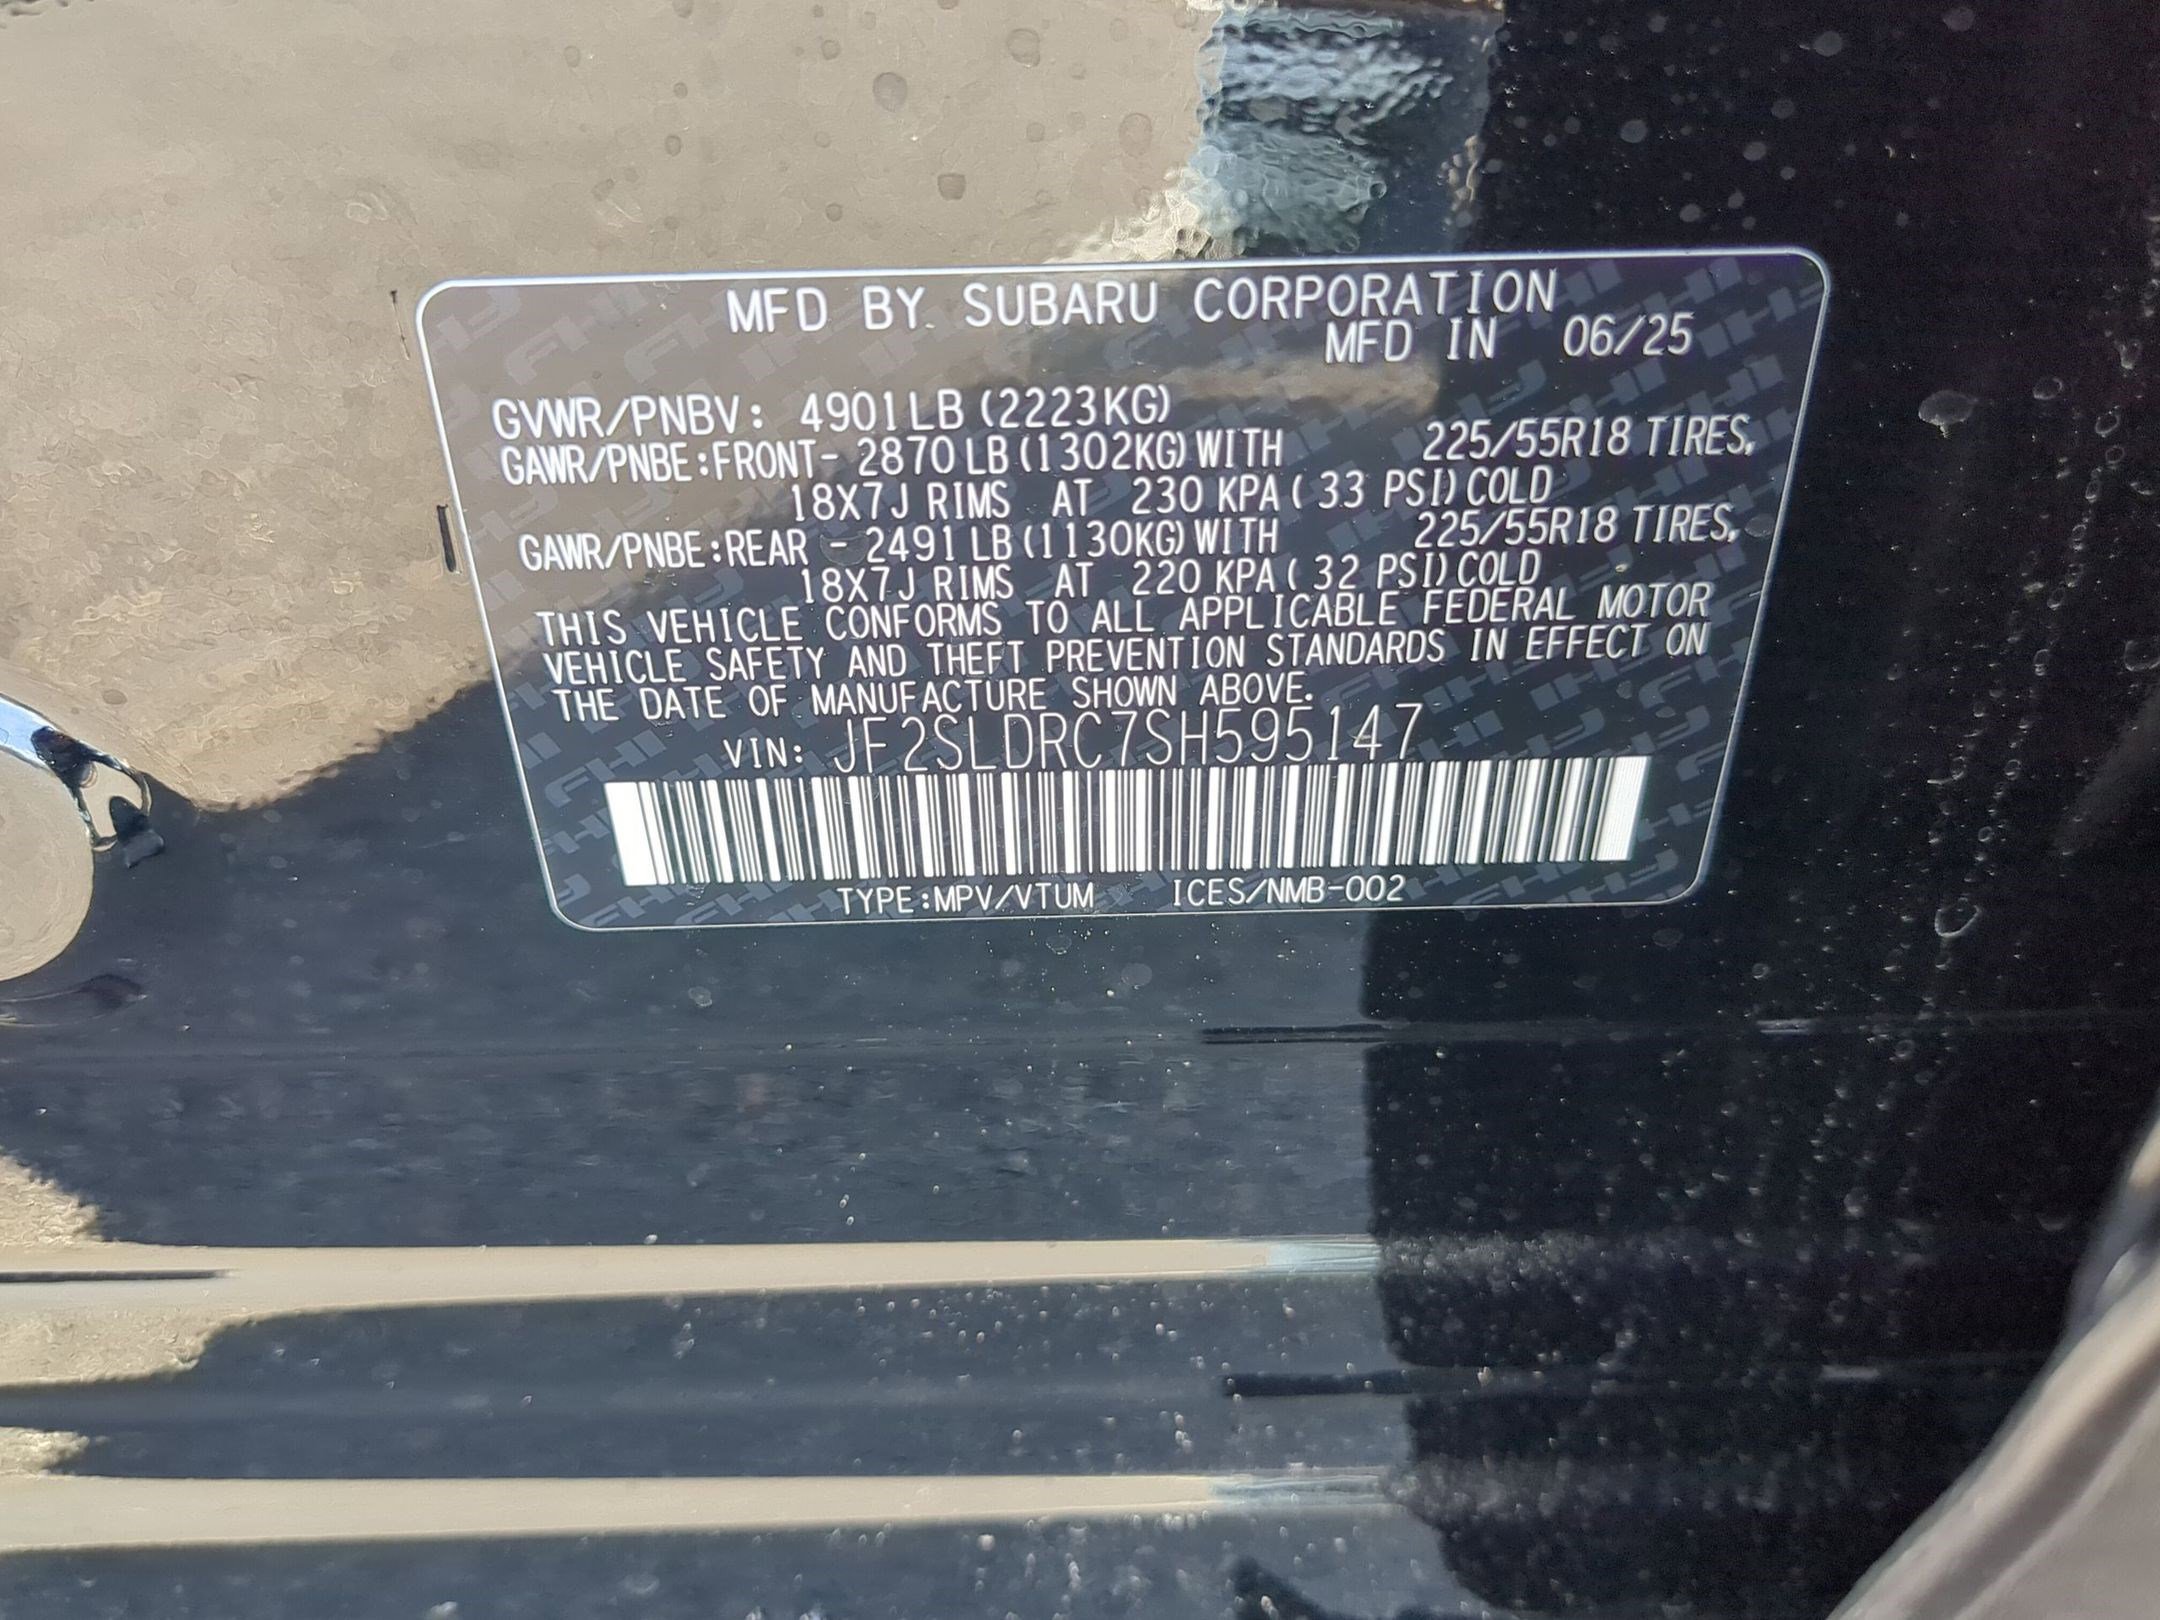 MFD BY SUBARU CORPORATION
MFD IN 06/25
GVWR/PNBV: 4901LB (2223KG)
GAWR/PNBE:FRONT- 2870LB(1302KG)WITH 225/55R18 TIRES,
18X7J RIMS AT 230 KPA( 33 PSI)COLD
GAWR/PNBE:REAR - 2491LB(1130KG)WITH 225/55R18 TIRES,
18X7J RIMS AT 220 KPA( 32 PSI)COLD
THIS VEHICLE CONFORMS TO ALL APPLICABLE FEDERAL MOTOR
VEHICLE SAFETY AND THEFT PREVENTION STANDARDS IN EFFECT ON
THE DATE OF MANUFACTURE SHOWN ABOVE.
VIN: JF2SLDRC7SH595147
TYPE:MPV/VTUM ICES/NMB-002